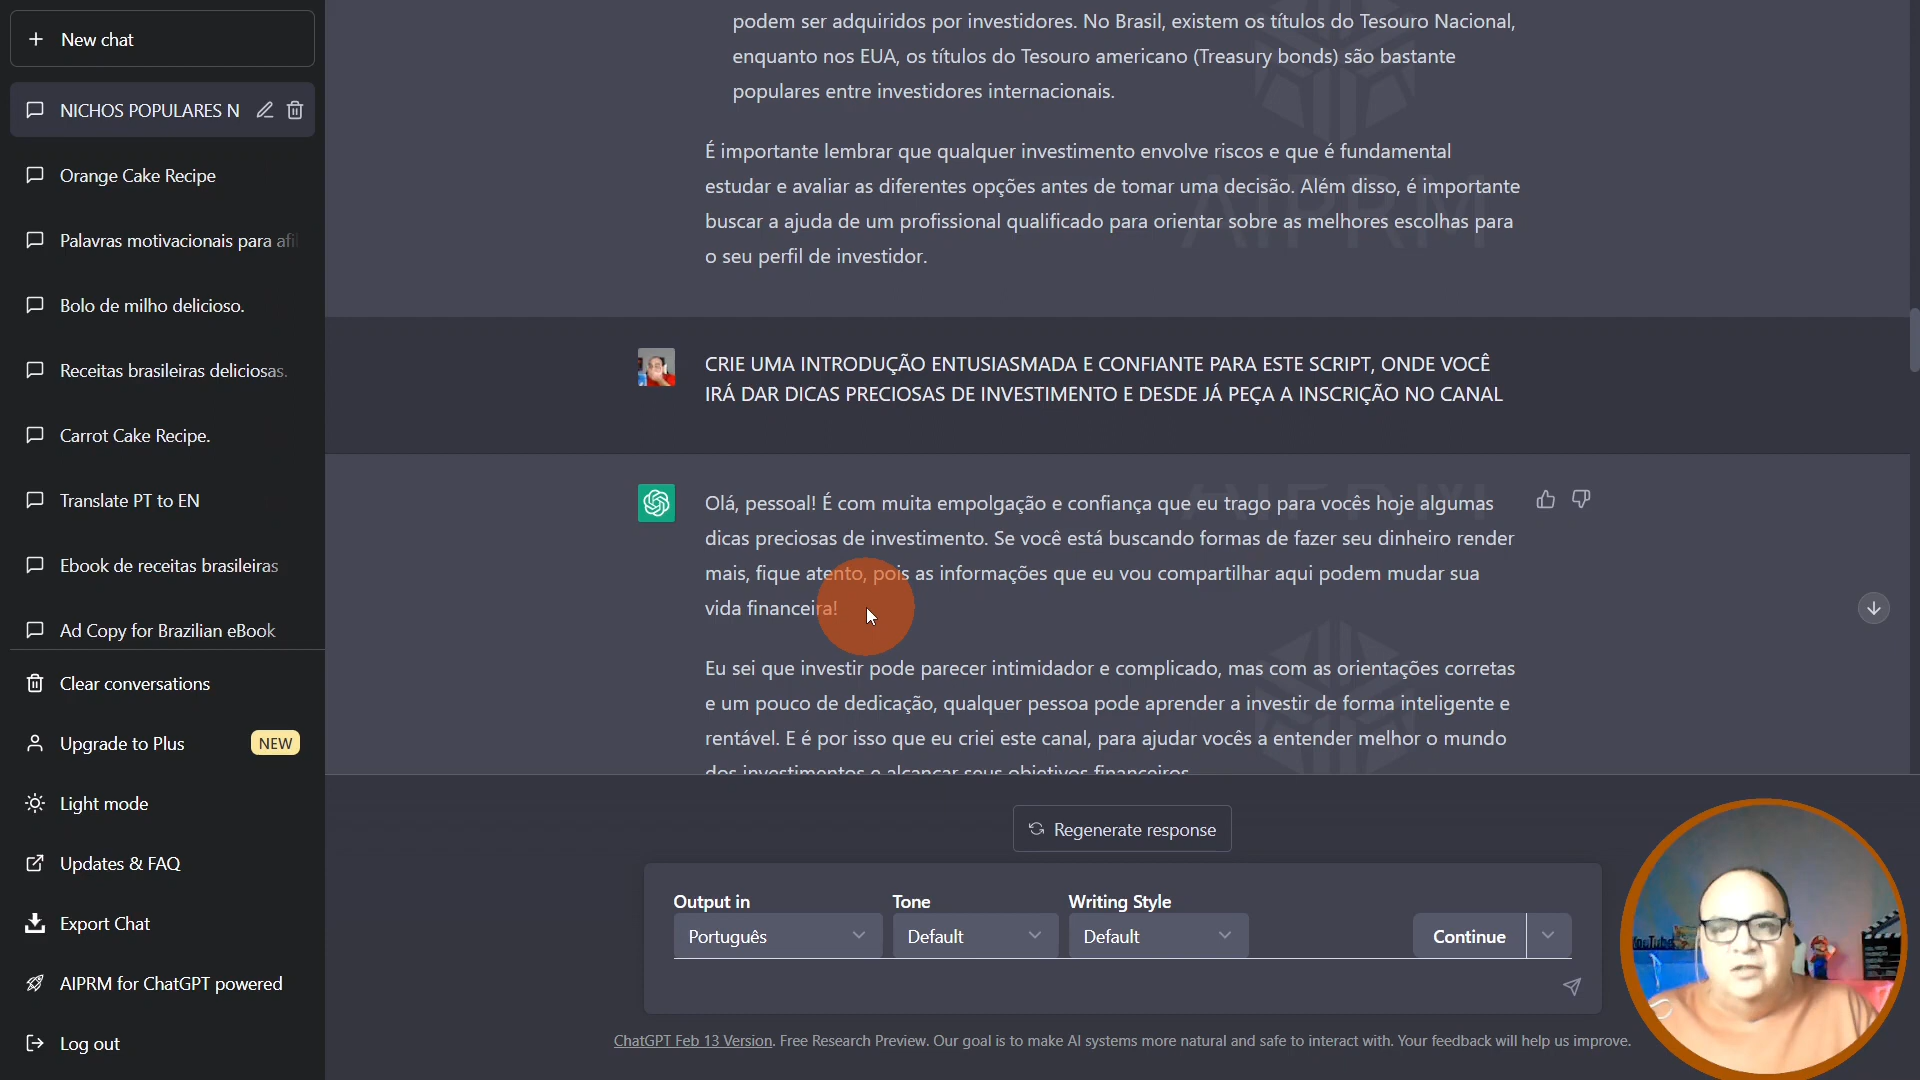 New chat
NICHOS POPULARES N
Orange Cake Recipe
Palavras motivacionais para afil
Bolo de milho delicioso.
Receitas brasileiras deliciosas.
Carrot Cake Recipe.
Translate PT to EN
Ebook de receitas brasileiras
Ad Copy for Brazilian eBook
Clear conversations
Upgrade to Plus
NEW
Light mode
Updates & FAQ
Export Chat
AIPRM for ChatGPT powered
Log out
podem ser adquiridos por investidores. No Brasil, existem os títulos do Tesouro Nacional,
enquanto nos EUA, os títulos do Tesouro americano (Treasury bonds) são bastante
populares entre investidores internacionais.
É importante lembrar que qualquer investimento envolve riscos e que é fundamental
estudar e avaliar as diferentes opções antes de tomar uma decisão. Além disso, é importante
buscar a ajuda de um profissional qualificado para orientar sobre as melhores escolhas para
o seu perfil de investidor.
AIPRM
CRIE UMA INTRODUÇÃO ENTUSIASMADA E CONFIANTE PARA ESTE SCRIPT, ONDE VOCÊ
IRÁ DAR DICAS PRECIOSAS DE INVESTIMENTO E DESDE JÁ PEÇA A INSCRIÇÃO NO CANAL
Olá, pessoal! É com muita empolgação e confiança que eu trago para vocês hoje algumas
dicas preciosas de investimento. Se você está buscando formas de fazer seu dinheiro render
mais, fique atento, pois as informações que eu vou compartilhar aqui podem mudar sua
vida financeira!
Eu sei que investir pode parecer intimidador e complicado, mas com as orientações corretas
e um pouco de dedicação, qualquer pessoa pode aprender a investir de forma inteligente e
rentável. E é por isso que eu criei este canal, para ajudar vocês a entender melhor o mundo
dos investimentos e alcançar seus objetivos financeiros.
Regenerate response
Output in
Tone
Writing Style
Português
Default
Default
Continue
ChatGPT Feb 13 Version. Free Research Preview. Our goal is to make AI systems more natural and safe to interact with. Your feedback will help us improve.
YouTube